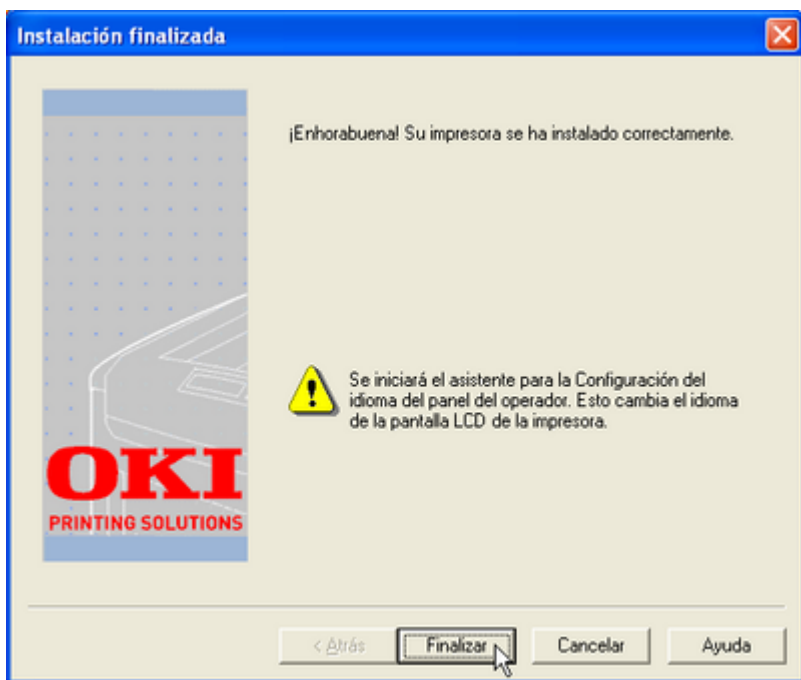 Instalación finalizada
¡Enhorabuena! Su impresora se ha instalado correctamente.
Se iniciará el asistente para la Configuración del
idioma del panel del operador. Esto cambia el idioma
de la pantalla LCD de la impresora.
OKI
PRINTING SOLUTIONS
< Atrás Finalizar Cancelar Ayuda